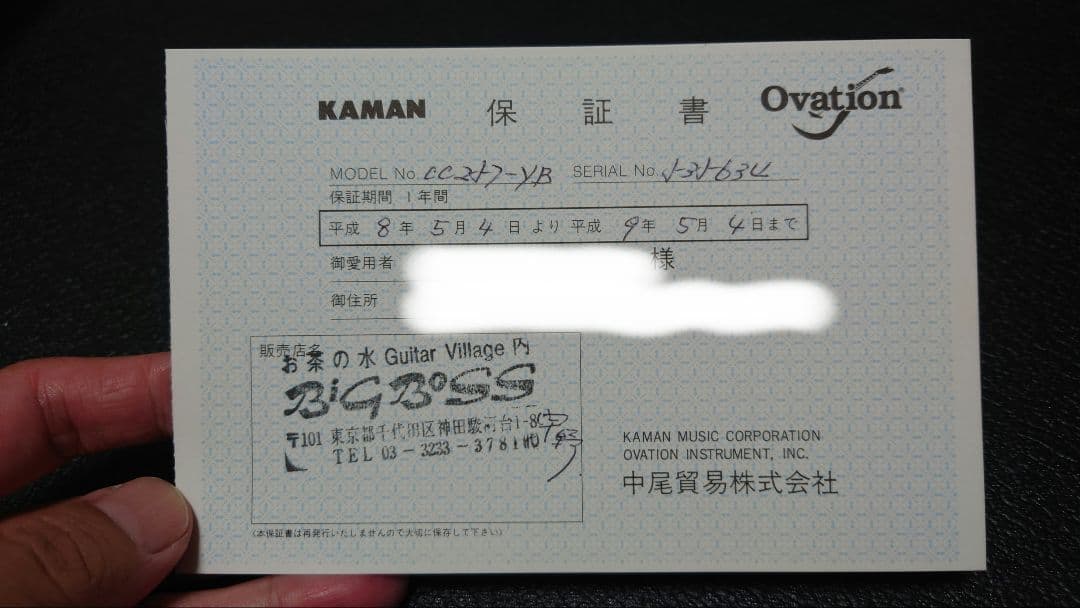 KAMAN 保証書 Ovation
MODEL No. CC257-YB SERIAL No. 535634
保証期間 1年間
平成 8年 5月 4日 より 平成 9年 5月 4日まで
御愛用者 様
御住所
販売店名
お茶の水 Guitar Village 内
BiG BoSS
〒101 東京都千代田区神田駿河台1-8
TEL 03-3233-3781㈹
KAMAN MUSIC CORPORATION
OVATION INSTRUMENT, INC.
中尾貿易株式会社
(本保証書は再発行いたしませんので大切に保存して下さい)